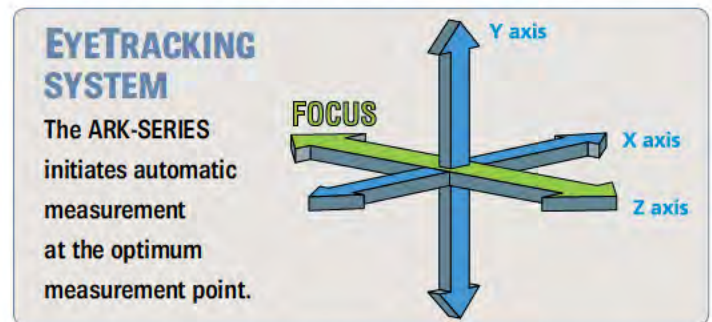 EYETRACKING
SYSTEM
The ARK-SERIES
initiates automatic
measurement
at the optimum
measurement point.
FOCUS
Y axis
X axis
Z axis